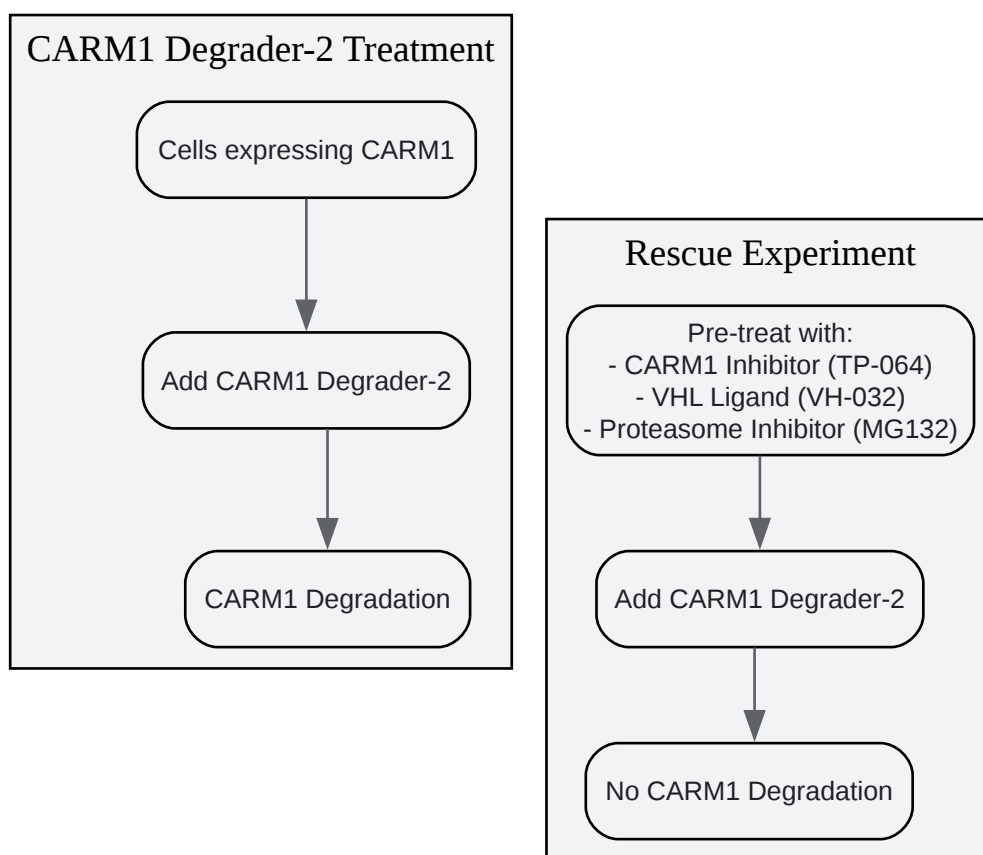 CARM1 Degrader-2 Treatment
Cells expressing CARM1
Add CARM1 Degrader-2
CARM1 Degradation
Rescue Experiment
Pre-treat with:
- CARM1 Inhibitor (TP-064)
- VHL Ligand (VH-032)
- Proteasome Inhibitor (MG132)
Add CARM1 Degrader-2
No CARM1 Degradation